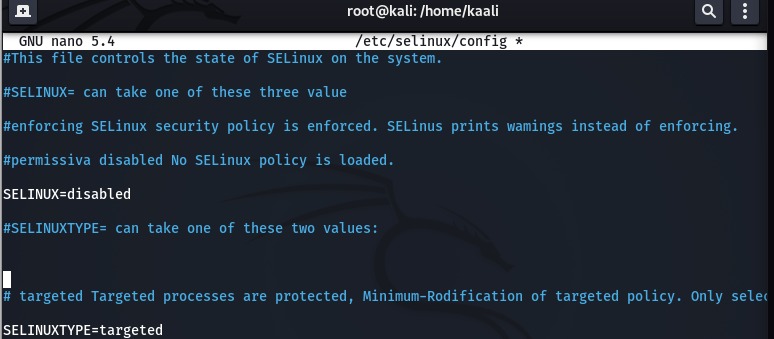 root@kali: /home/kaali
GNU nano 5.4 /etc/selinux/config *
#This file controls the state of SELinux on the system.
#SELINUX= can take one of these three value
#enforcing SELinux security policy is enforced. SELinus prints wamings instead of enforcing.
#permissiva disabled No SELinux policy is loaded.
SELINUX=disabled
#SELINUXTYPE= can take one of these two values:
# targeted Targeted processes are protected, Minimum-Rodification of targeted policy. Only selec
SELINUXTYPE=targeted